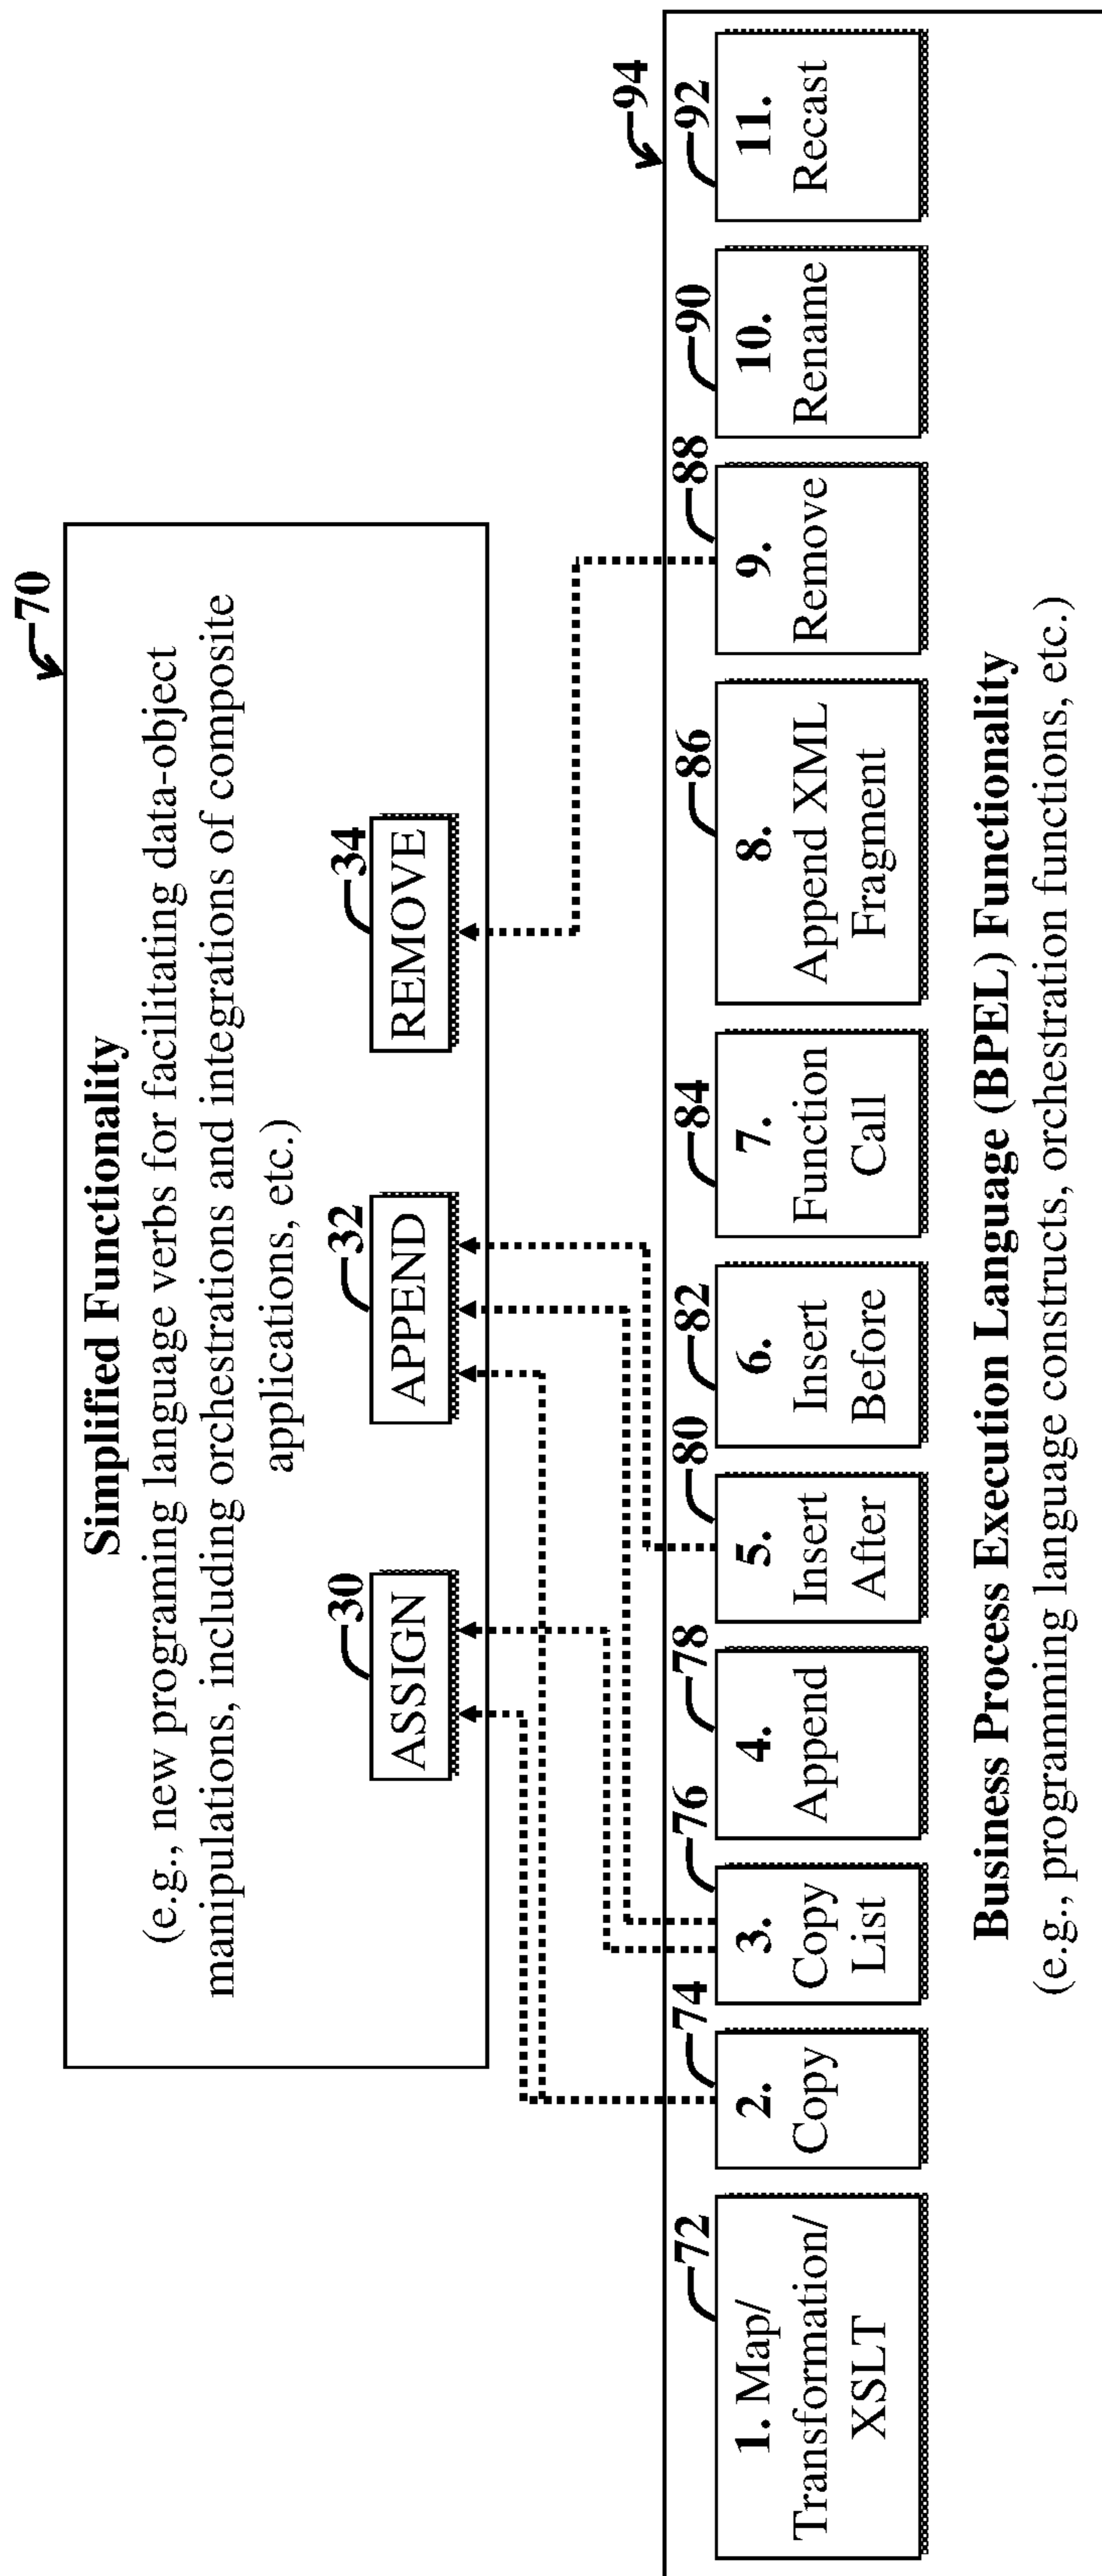 70
Simplified Functionality
(e.g., new programing language verbs for facilitating data-object
manipulations, including orchestrations and integrations of composite
applications, etc.)
30
32
34
ASSIGN
APPEND
REMOVE
94
72
74
76
78
80
82
84
86
88
90
92
1. Map/
Transformation/
XSLT
2.
Copy
3.
Copy
List
4.
Append
5.
Insert
After
6.
Insert
Before
7.
Function
Call
8.
Append XML
Fragment
9.
Remove
10.
Rename
11.
Recast
Business Process Execution Language (BPEL) Functionality
(e.g., programming language constructs, orchestration functions, etc.)